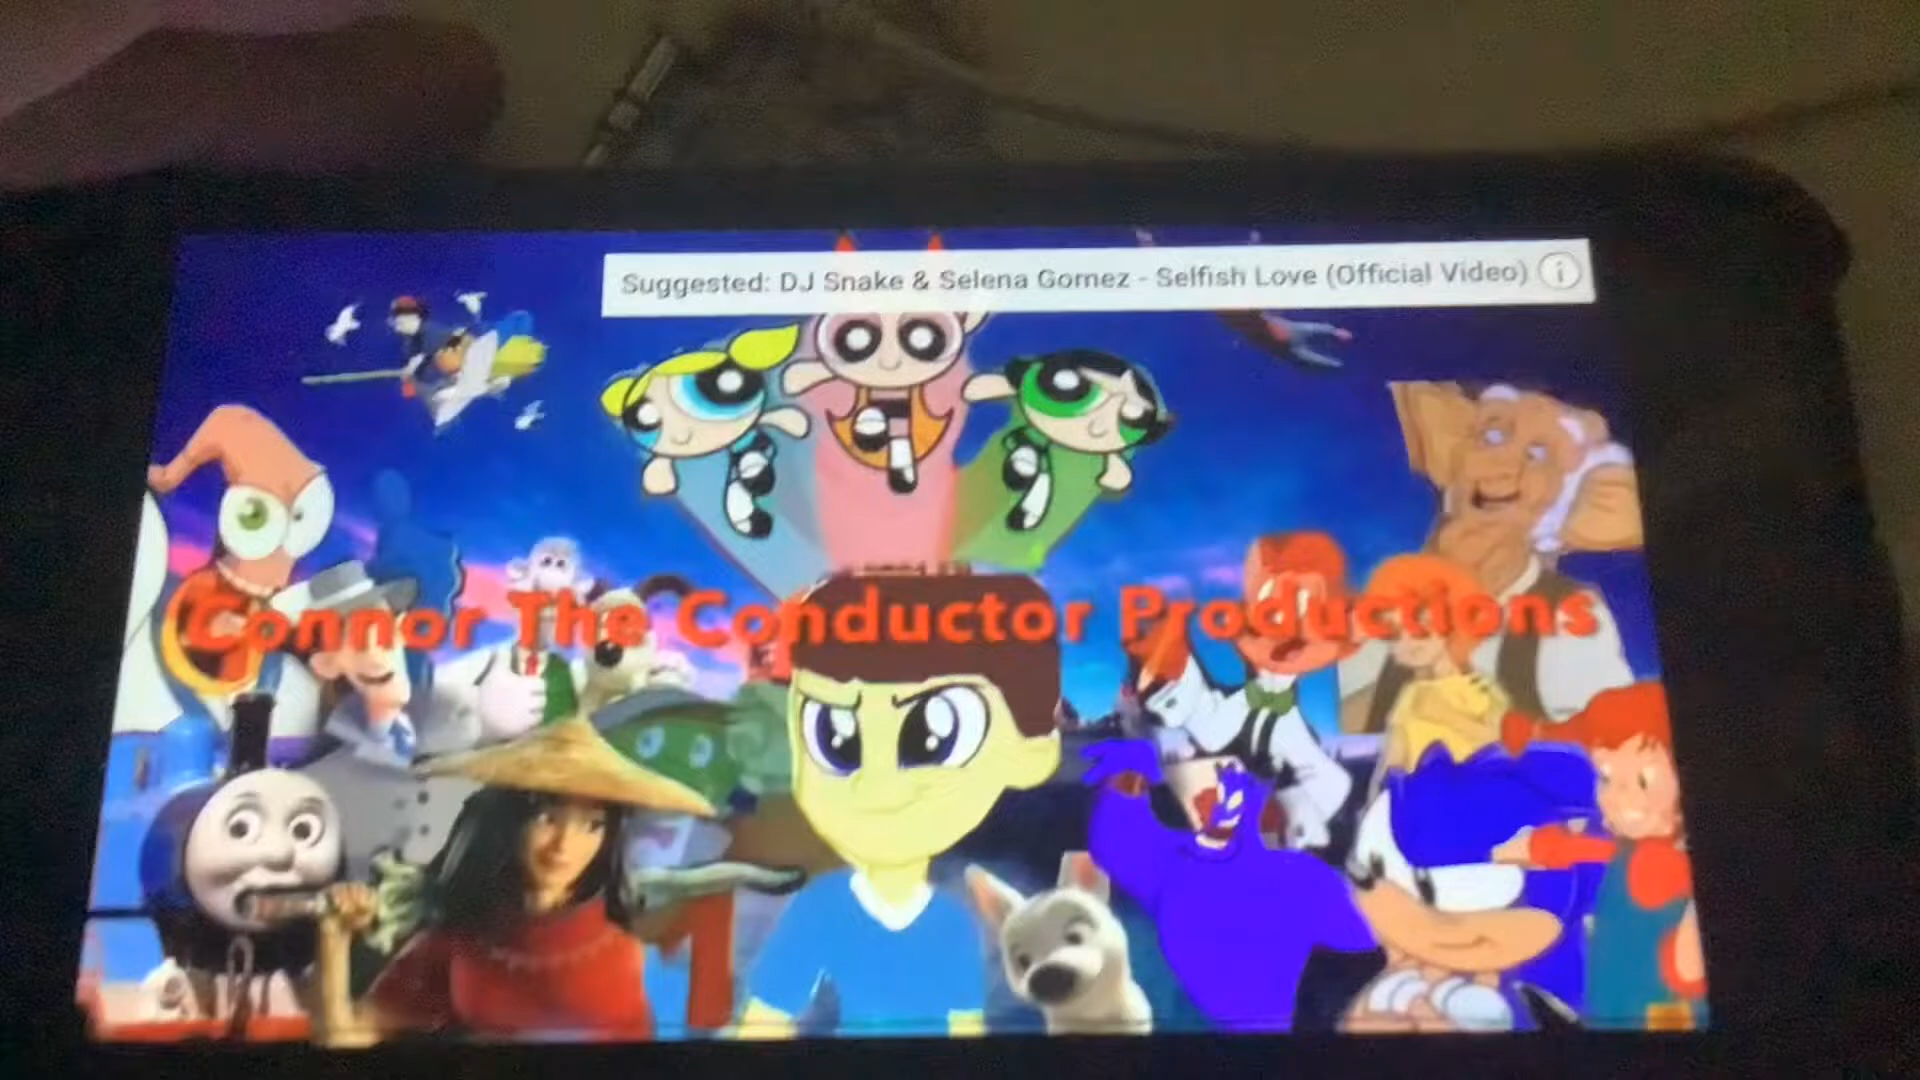 Suggested: DJ Snake & Selena Gomez - Selfish Love (Official Video) i
Connor The Conductor Productions